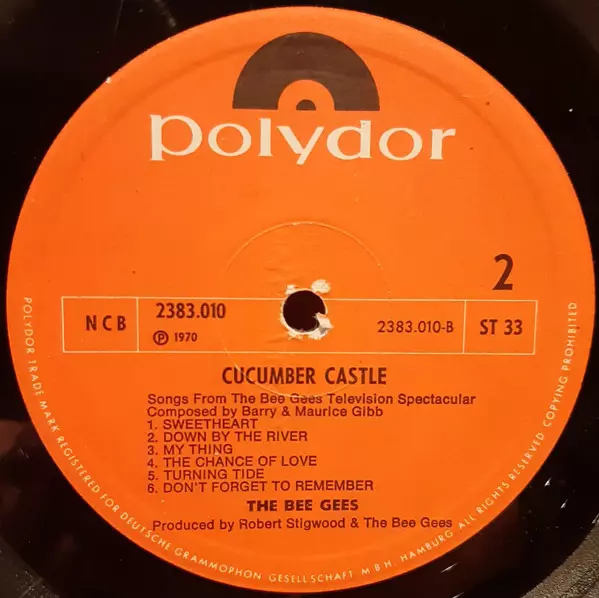 polydor
2
NCB
2383.010
℗ 1970
2383.010-B
ST 33
CUCUMBER CASTLE
Songs From The Bee Gees Television Spectacular
Composed by Barry & Maurice Gibb
1. SWEETHEART
2. DOWN BY THE RIVER
3. MY THING
4. THE CHANCE OF LOVE
5. TURNING TIDE
6. DON'T FORGET TO REMEMBER
THE BEE GEES
Produced by Robert Stigwood & The Bee Gees
POLYDOR TRADE MARK REGISTERED FOR DEUTSCHE GRAMMOPHON GESELLSCHAFT M B H. HAMBURG ALL RIGHTS RESERVED COPYING PROHIBITED